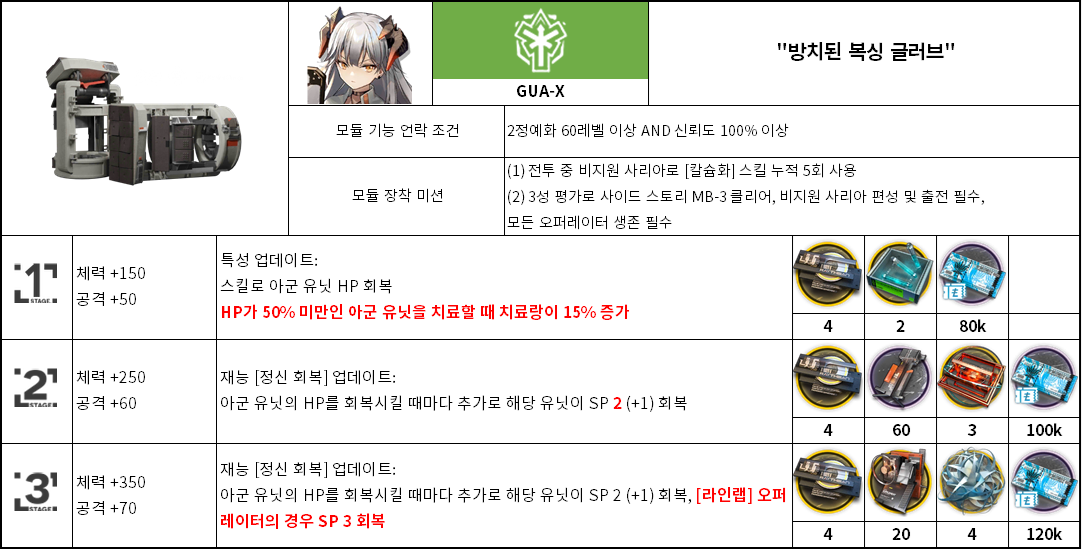 "방치된 복싱 글러브"
GUA-X
모듈 기능 언락 조건
2정예화 60레벨 이상 AND 신뢰도 100% 이상
모듈 장착 미션
(1) 전투 중 비지원 사리아로 [칼슘화] 스킬 누적 5회 사용
(2) 3성 평가로 사이드 스토리 MB-3 클리어, 비지원 사리아 편성 및 출전 필수,
모든 오퍼레이터 생존 필수
1
STAGE
체력 +150
공격 +50
특성 업데이트:
스킬로 아군 유닛 HP 회복
HP가 50% 미만인 아군 유닛을 치료할 때 치료량이 15% 증가
4
2
80k
2
STAGE
체력 +250
공격 +60
재능 [정신 회복] 업데이트:
아군 유닛의 HP를 회복시킬 때마다 추가로 해당 유닛이 SP 2 (+1) 회복
4
60
3
100k
3
STAGE
체력 +350
공격 +70
재능 [정신 회복] 업데이트:
아군 유닛의 HP를 회복시킬 때마다 추가로 해당 유닛이 SP 2 (+1) 회복, [라인랩] 오퍼
레이터의 경우 SP 3 회복
4
20
4
120k